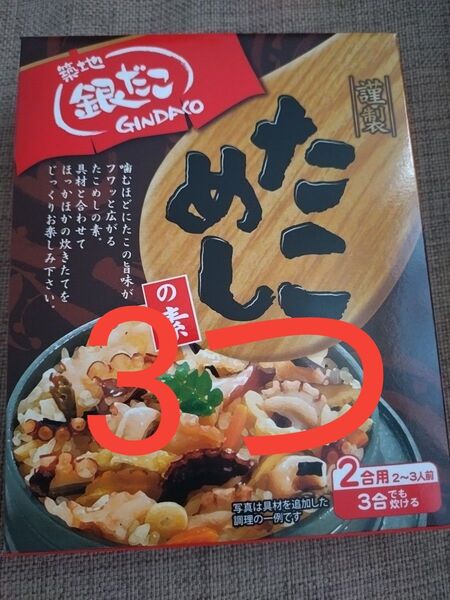 築地
銀だこ
GINDACO
謹製
たこ
めし
の素
噛むほどにたこの旨味が
フワッと広がる
たこめしの素。
具材と合わせて
ほっかほかの炊きたてを
じっくりお楽しみ下さい。
3つ
2合用 2〜3人前
3合でも炊ける
写真は具材を追加した
調理の一例です